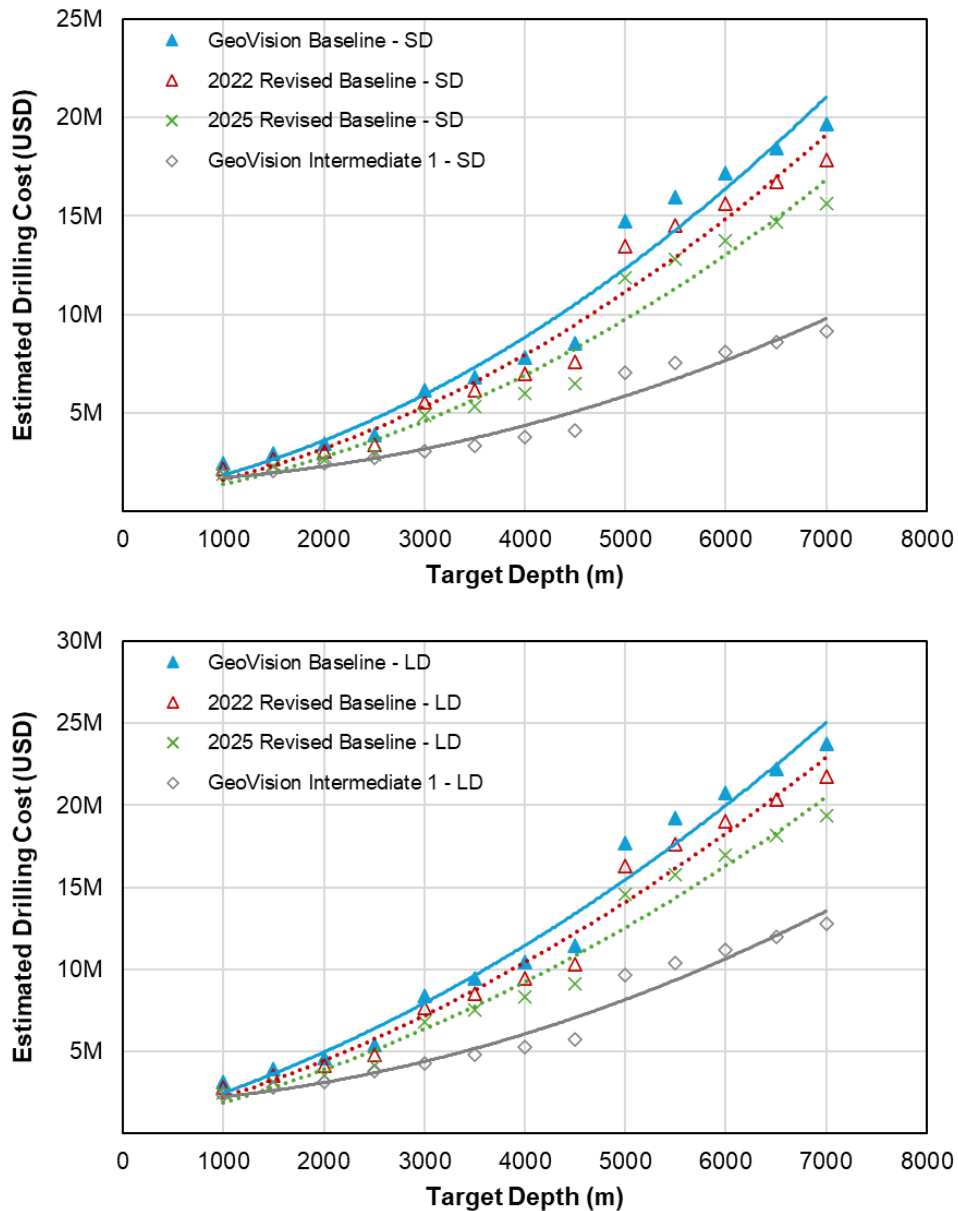 25M
GeoVision Baseline - SD
2022 Revised Baseline - SD
20M
2025 Revised Baseline - SD
GeoVision Intermediate 1 - SD
15M
10M
5M
Estimated Drilling Cost (USD)
0 1000 2000 3000 4000 5000 6000 7000 8000
Target Depth (m)
30M
GeoVision Baseline - LD
2022 Revised Baseline - LD
25M
2025 Revised Baseline - LD
GeoVision Intermediate 1 - LD
20M
15M
10M
5M
Estimated Drilling Cost (USD)
0 1000 2000 3000 4000 5000 6000 7000 8000
Target Depth (m)